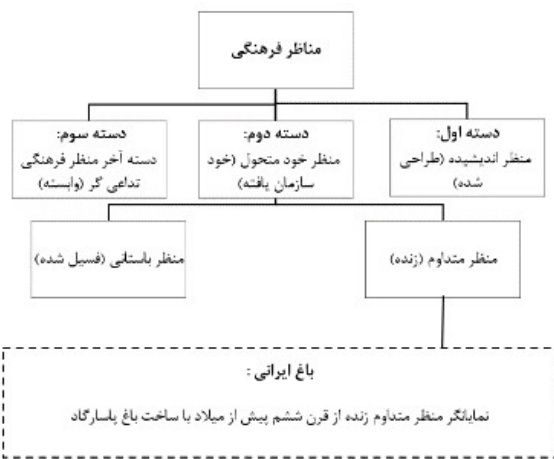 مناظر فرهنگی
دسته اول:
منظر اندیشیده (طراحی
شده)
دسته دوم:
منظر خود متحول (خود
سازمان یافته)
دسته سوم:
دسته آخر منظر فرهنگی
تداعی گر (وابسته)
منظر متداوم (زنده)
منظر باستانی (فسیل شده)
باغ ایرانی :
نمایانگر منظر متداوم زنده از قرن ششم پیش از میلاد با ساخت باغ پاسارگاد